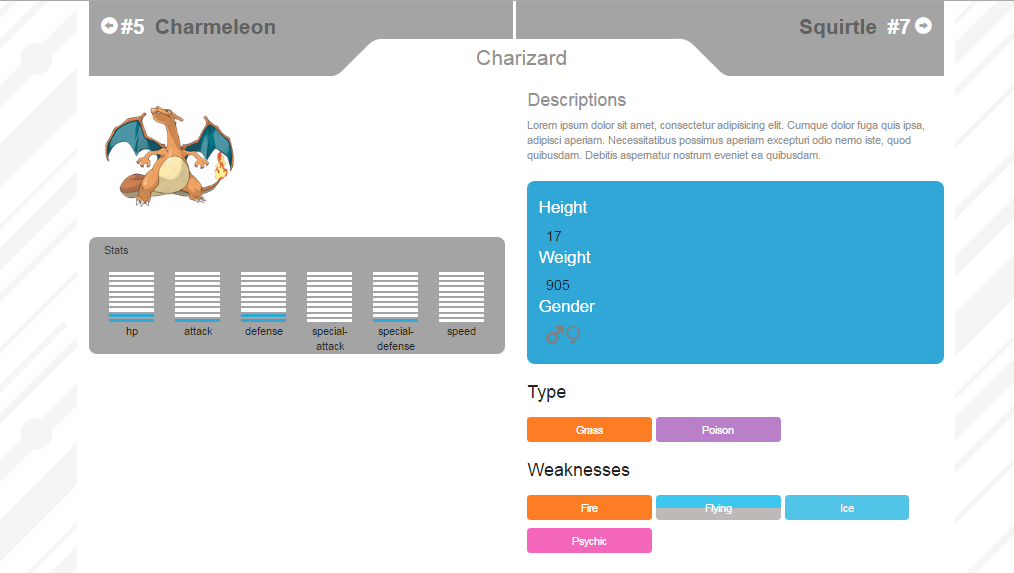 #5 Charmeleon
Squirtle #7
Charizard
Stats
hp
attack
defense
special-
attack
special-
defense
speed
Descriptions
Lorem ipsum dolor sit amet, consectetur adipisicing elit. Cumque dolor fuga quis ipsa,
adipisci aperiam. Necessitatibus possimus aperiam excepturi odio nemo iste, quod
quibusdam. Debitis aspernatur nostrum eveniet ea quibusdam.
Height
17
Weight
905
Gender
Type
Grass
Poison
Weaknesses
Fire
Flying
Ice
Psychic